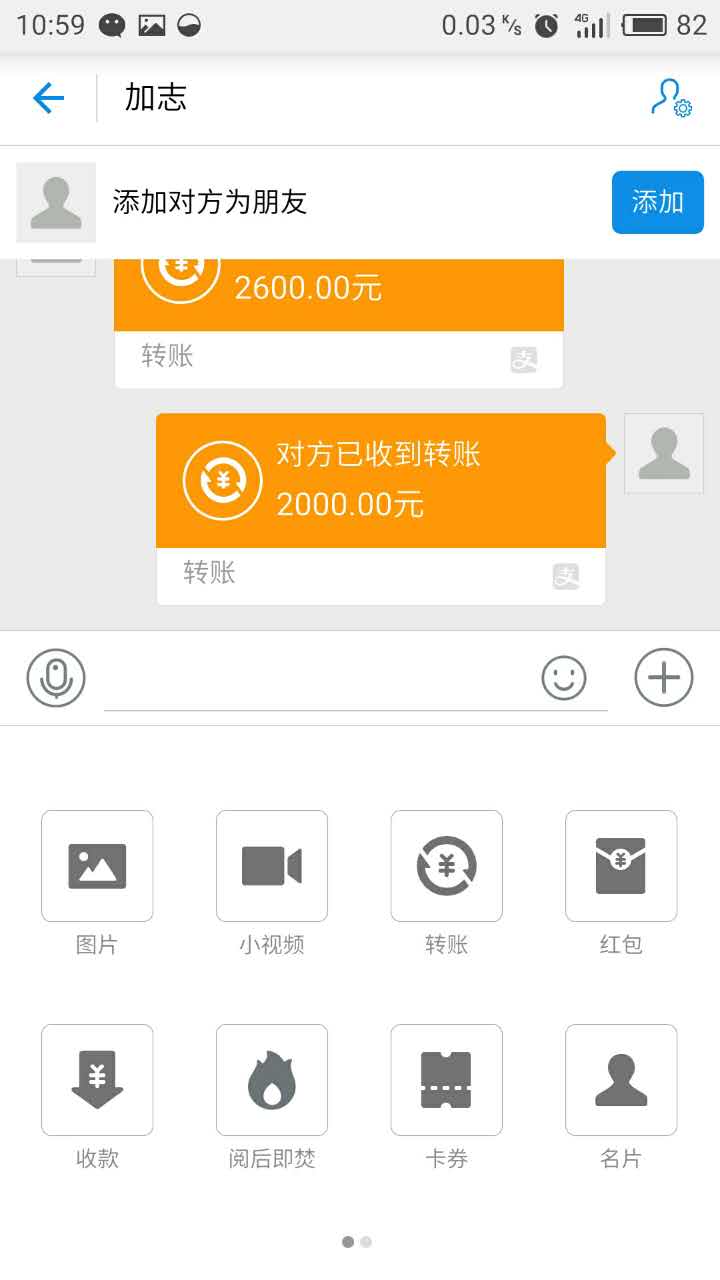 10:59
0.03 K/s
4G
82
加志
添加对方为朋友
添加
2600.00元
转账
支
对方已收到转账
2000.00元
转账
支
图片
小视频
转账
红包
收款
阅后即焚
卡券
名片